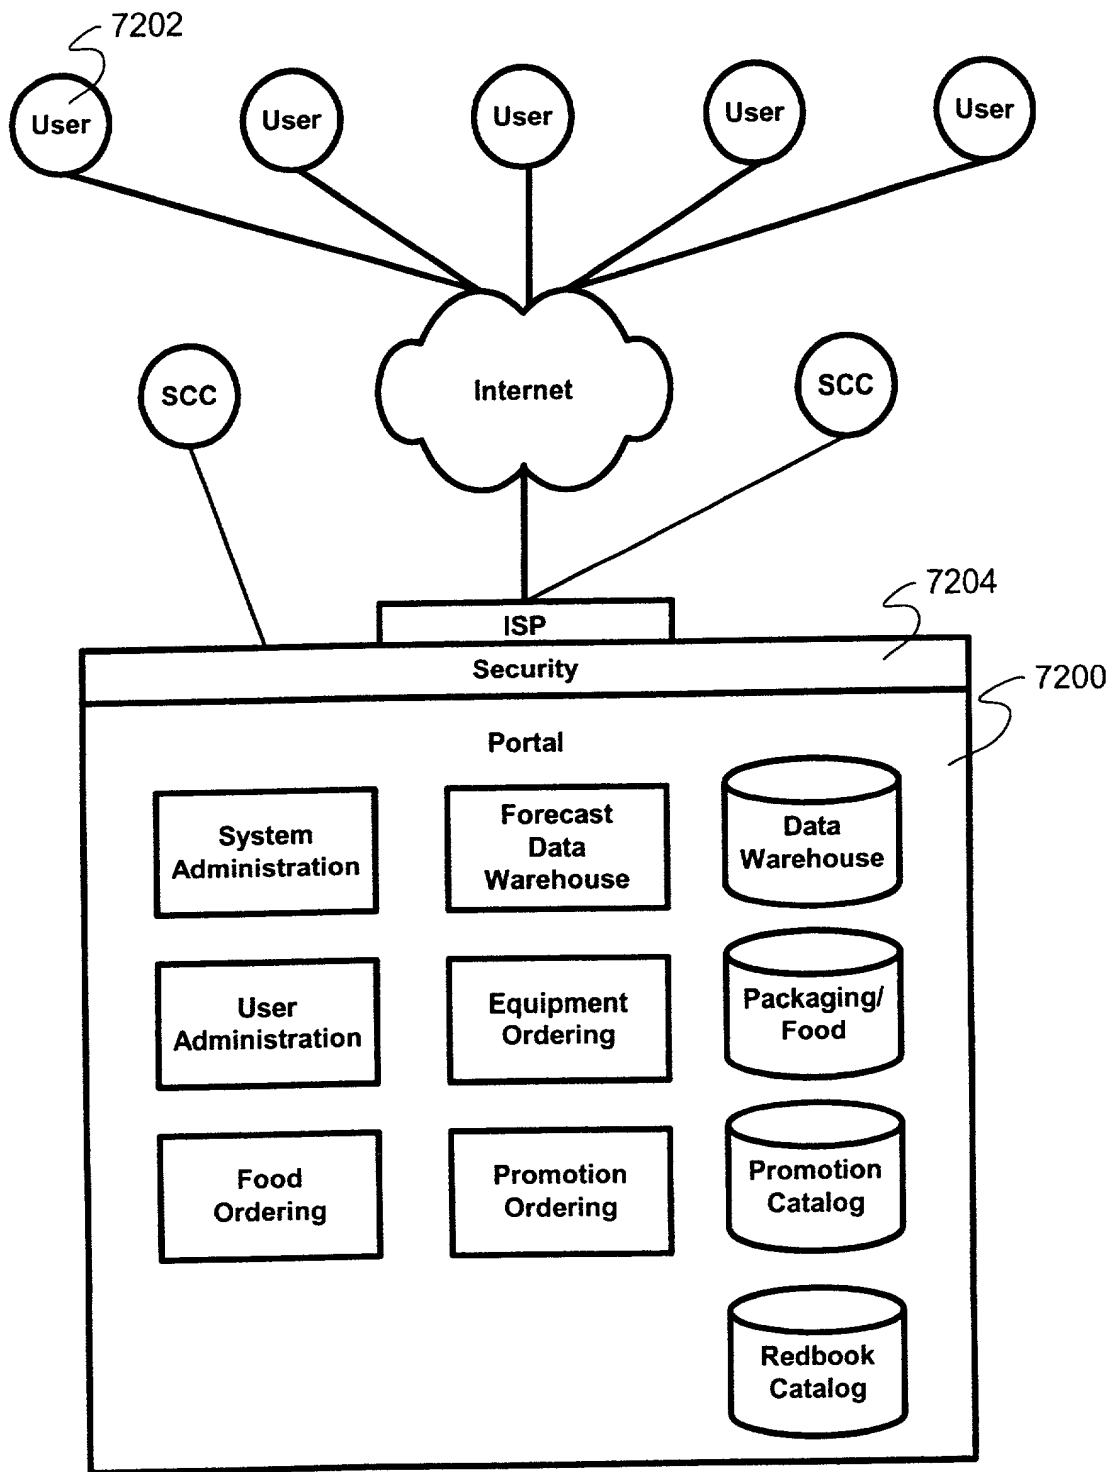 7202
User
User
User
User
User
SCC
Internet
SCC
7204
ISP
Security
7200
Portal
System
Administration
Forecast
Data
Warehouse
Data
Warehouse
User
Administration
Equipment
Ordering
Packaging/
Food
Food
Ordering
Promotion
Ordering
Promotion
Catalog
Redbook
Catalog